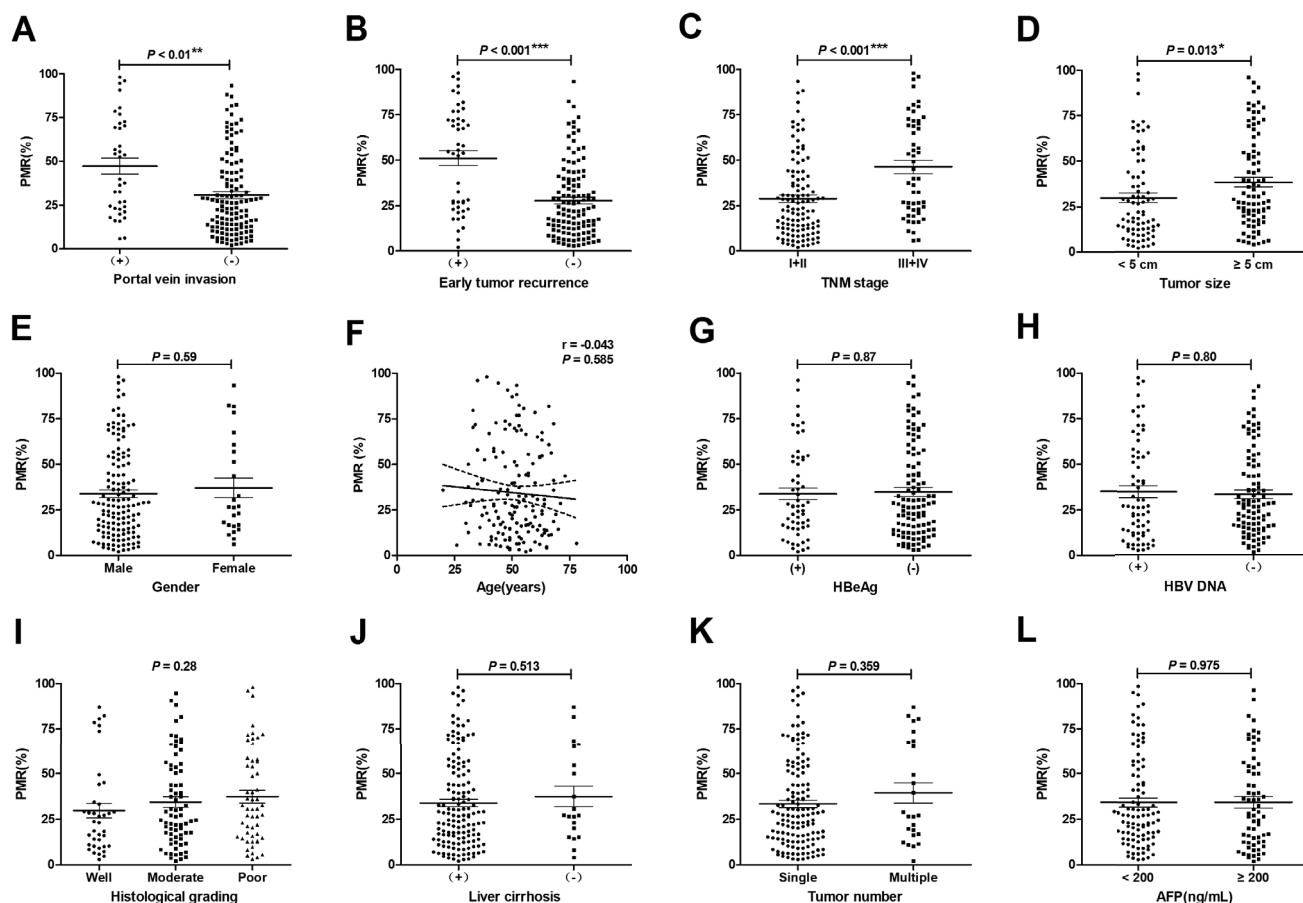 A
P < 0.01**
PMR(%)
100
75
50
25
0
(+)
(-)
Portal vein invasion
B
P < 0.001***
PMR(%)
100
75
50
25
0
(+)
(-)
Early tumor recurrence
C
P < 0.001***
PMR(%)
100
75
50
25
0
I+II
III+IV
TNM stage
D
P = 0.013*
PMR(%)
100
75
50
25
0
< 5 cm
≥ 5 cm
Tumor size
E
P = 0.59
PMR(%)
100
75
50
25
0
Male
Female
Gender
F
r = -0.043
P = 0.585
PMR (%)
100
75
50
25
0
0
25
50
75
100
Age(years)
G
P = 0.87
PMR(%)
100
75
50
25
0
(+)
(-)
HBeAg
H
P = 0.80
PMR(%)
100
75
50
25
0
(+)
(-)
HBV DNA
I
P = 0.28
PMR(%)
100
75
50
25
0
Well
Moderate
Poor
Histological grading
J
P = 0.513
PMR(%)
100
75
50
25
0
(+)
(-)
Liver cirrhosis
K
P = 0.359
PMR(%)
100
75
50
25
0
Single
Multiple
Tumor number
L
P = 0.975
PMR(%)
100
75
50
25
0
< 200
≥ 200
AFP(ng/mL)